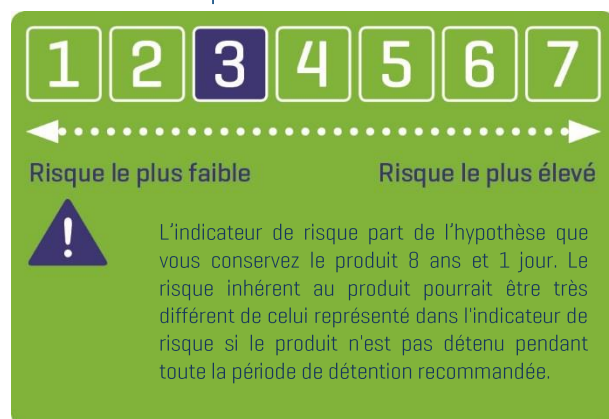 1 2 3 4 5 6 7
Risque le plus faible Risque le plus élevé
!
L'indicateur de risque part de l'hypothèse que
vous conservez le produit 8 ans et 1 jour. Le
risque inhérent au produit pourrait être très
différent de celui représenté dans l'indicateur de
risque si le produit n'est pas détenu pendant
toute la période de détention recommandée.